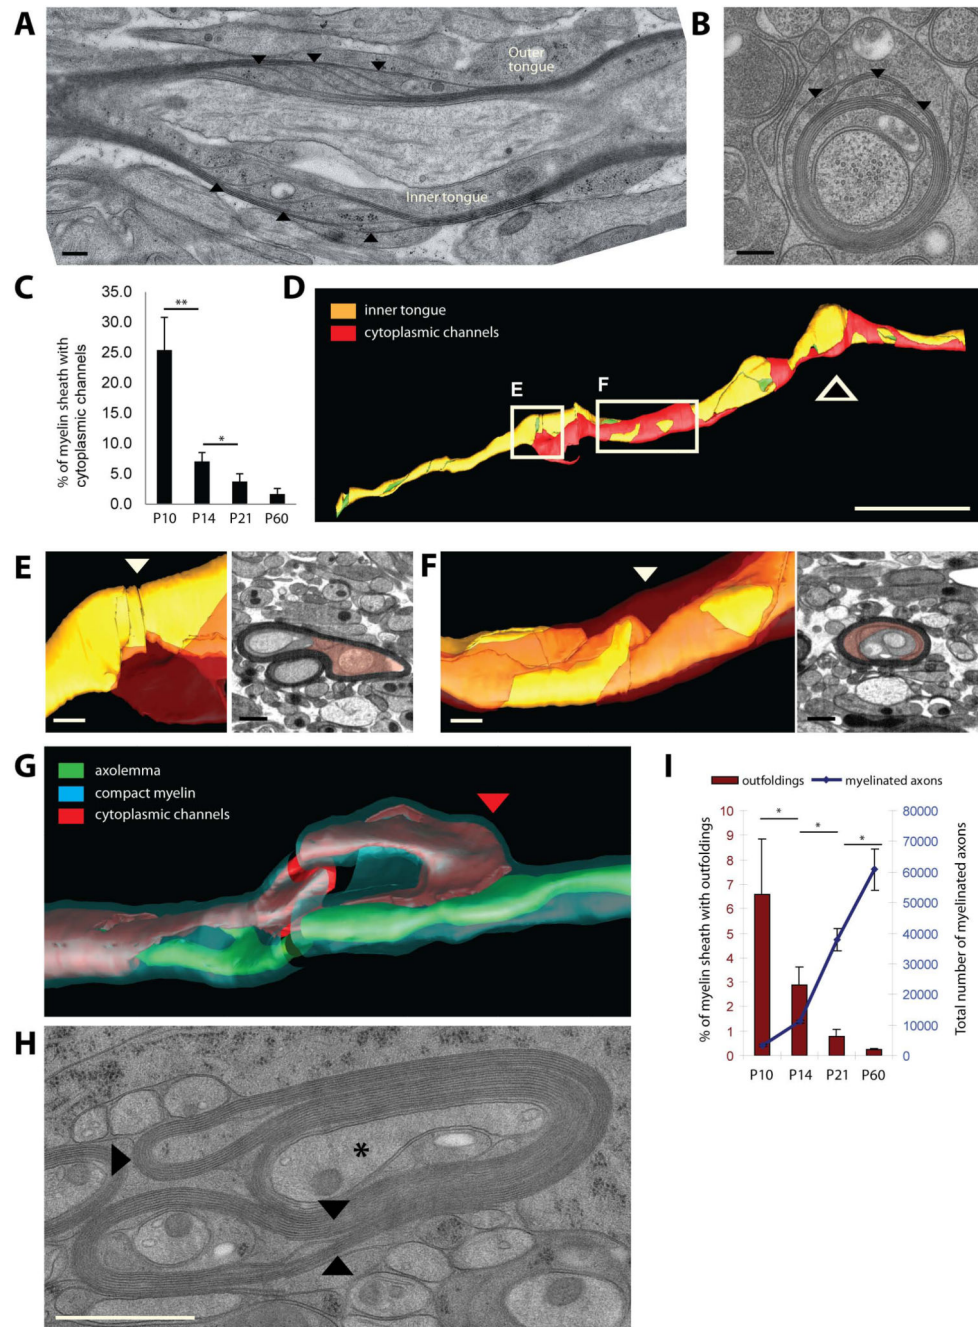 A
Outer
tongue
Inner tongue
B
C
% of myelin sheath with
cytoplasmic channels
35.0
30.0
25.0
20.0
15.0
10.0
5.0
0.0
**
*
P10 P14 P21 P60
D
inner tongue
cytoplasmic channels
E
F
E
F
G
axolemma
compact myelin
cytoplasmic channels
H
*
I
outfoldings myelinated axons
% of myelin sheath with outfoldings
10
9
8
7
6
5
4
3
2
1
0
* * *
80000
70000
60000
50000
40000
30000
20000
10000
0
Total number of myelinated axons
P10 P14 P21 P60